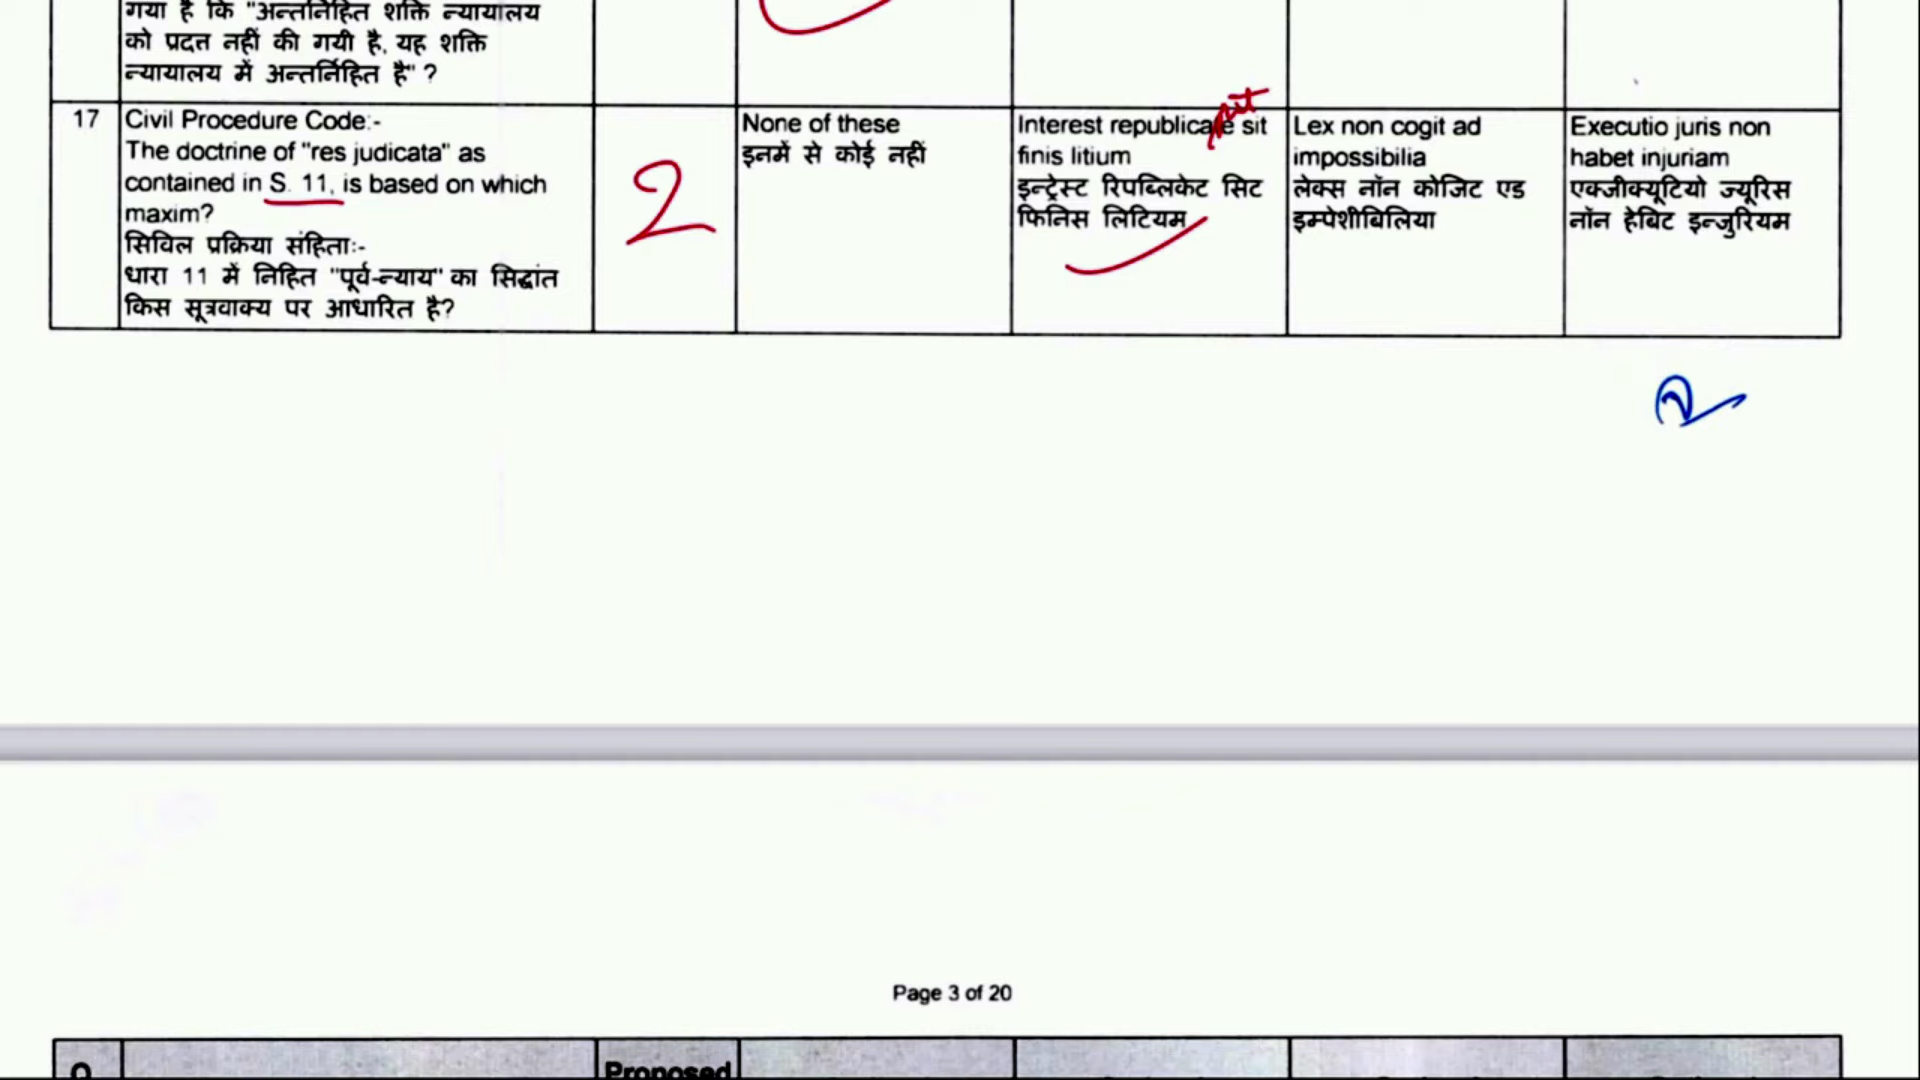 गया है कि "अन्तर्निहित शक्ति न्यायालय
को प्रदत्त नहीं की गयी है, यह शक्ति
न्यायालय में अन्तर्निहित है" ?
17
Civil Procedure Code:-
The doctrine of "res judicata" as
contained in S. 11, is based on which
maxim?
सिविल प्रक्रिया संहिताः-
धारा 11 में निहित "पूर्व-न्याय" का सिद्धांत
किस सूत्रवाक्य पर आधारित है?
2
None of these
इनमें से कोई नहीं
Interest republicate sit
finis litium
इन्ट्रेस्ट रिपब्लिकेट सिट
फिनिस लिटियम
Lex non cogit ad
impossibilia
लेक्स नॉन कोजिट एड
इम्पेशीबिलिया
Executio juris non
habet injuriam
एक्जीक्यूटियो ज्यूरिस
नॉन हेबिट इन्जुरियम
Page 3 of 20
Q
Proposed